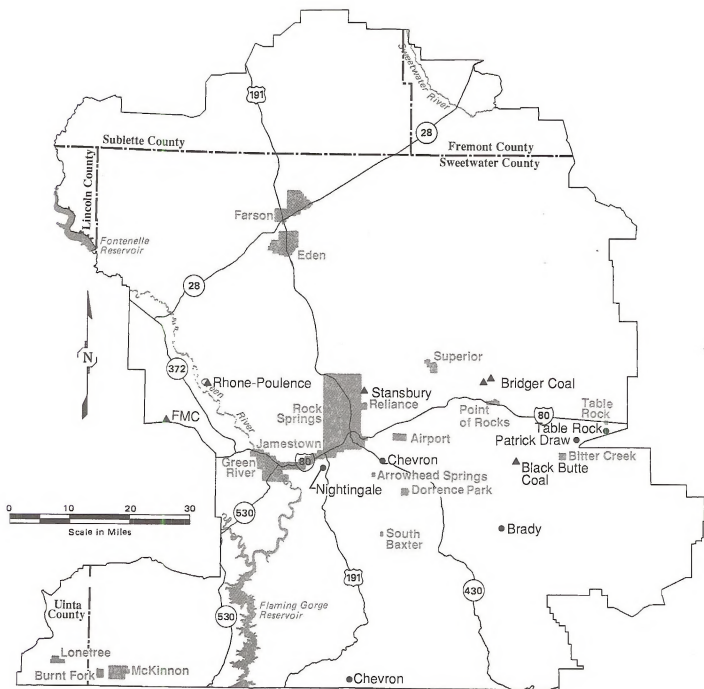 Sweetwater River
191
28
Sublette County
Fremont County
Sweetwater County
Lincoln County
Fontenelle
Reservoir
Farson
Eden
28
N
372
Green
River
Rhone-Poulence
FMC
Superior
Bridger Coal
Stansbury
Reliance
Rock
Springs
Point
of Rocks
80
Table
Rock
Table Rock
Patrick Draw
Bitter Creek
Jamestown
Airport
Green
River
80
Chevron
Nightingale
Arrowhead Springs
Dorence Park
Black Butte
Coal
0 10 20 30
Scale in Miles
530
South
Baxter
Brady
191
430
Uinta
County
530
Flaming Gorge
Reservoir
Lonetree
Burnt Fork
McKinnon
Chevron